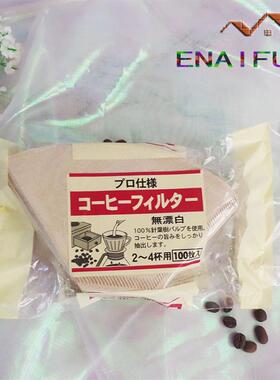 ENAIFU
プロ仕様
コーヒーフィルター
無漂白
100%針葉樹パルプを使用、
コーヒーの旨みをしっかり
抽出します。
2〜4杯用 100枚入